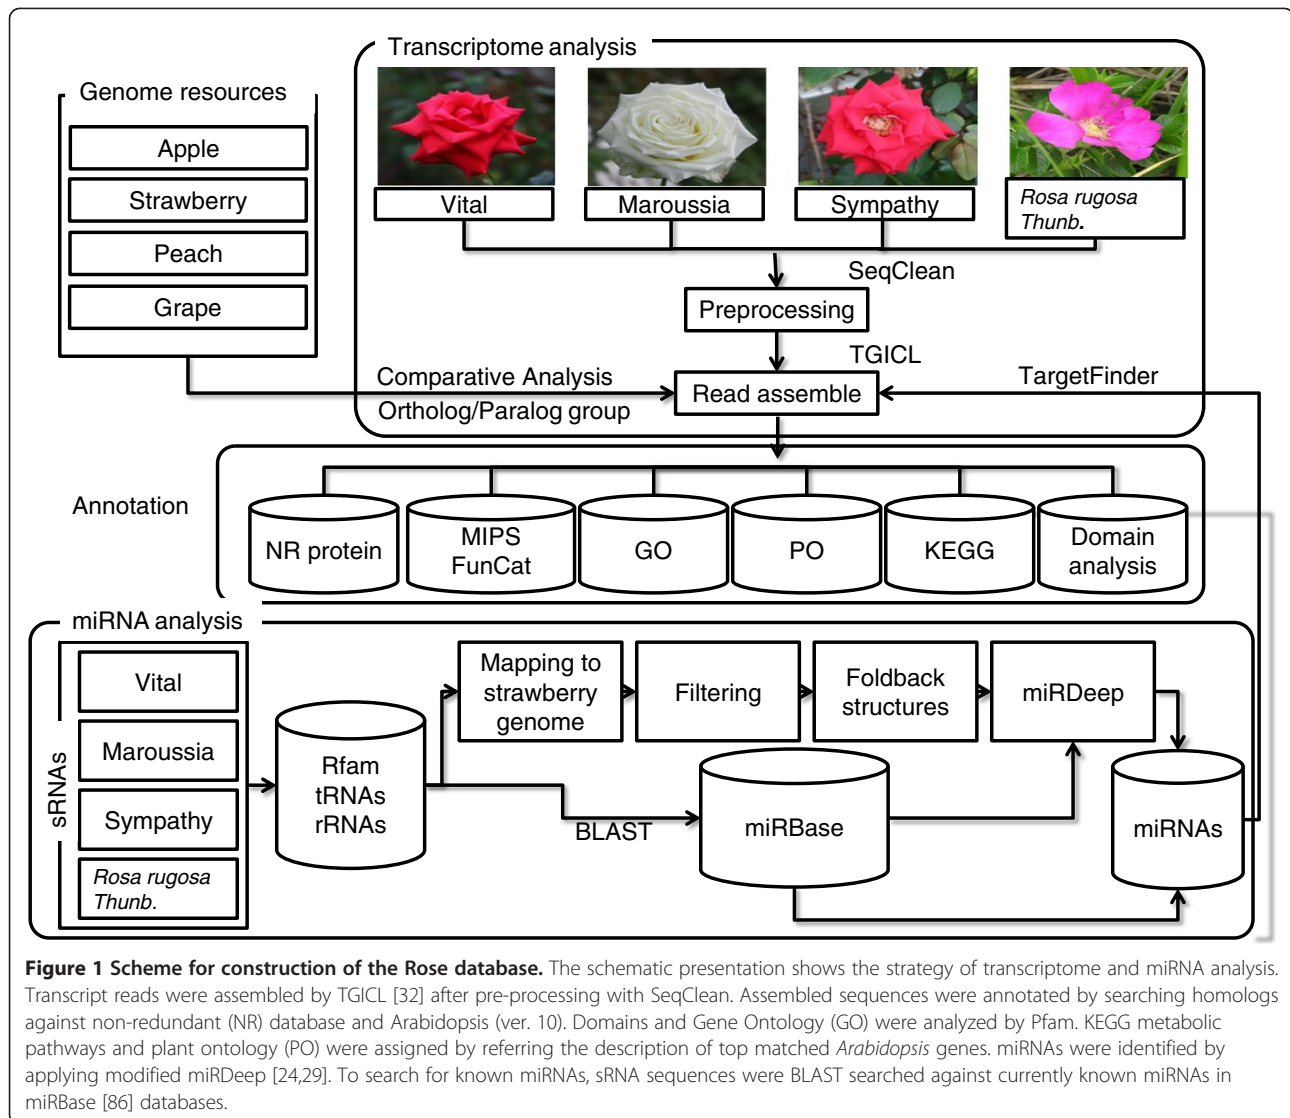 Transcriptome analysis
Genome resources
Apple
Strawberry
Peach
Grape
Vital
Maroussia
Sympathy
Rosa rugosa
Thunb.
SeqClean
Preprocessing
TGICL
Comparative Analysis
Ortholog/Paralog group
Read assemble
TargetFinder
Annotation
NR protein
MIPS
FunCat
GO
PO
KEGG
Domain
analysis
miRNA analysis
sRNAs
Vital
Maroussia
Sympathy
Rosa rugosa
Thunb.
Rfam
tRNAs
rRNAs
Mapping to
strawberry
genome
Filtering
Foldback
structures
miRDeep
BLAST
miRBase
miRNAs
Figure 1 Scheme for construction of the Rose database. The schematic presentation shows the strategy of transcriptome and miRNA analysis.
Transcript reads were assembled by TGICL [32] after pre-processing with SeqClean. Assembled sequences were annotated by searching homologs
against non-redundant (NR) database and Arabidopsis (ver. 10). Domains and Gene Ontology (GO) were analyzed by Pfam. KEGG metabolic
pathways and plant ontology (PO) were assigned by referring the description of top matched Arabidopsis genes. miRNAs were identified by
applying modified miRDeep [24,29]. To search for known miRNAs, sRNA sequences were BLAST searched against currently known miRNAs in
miRBase [86] databases.